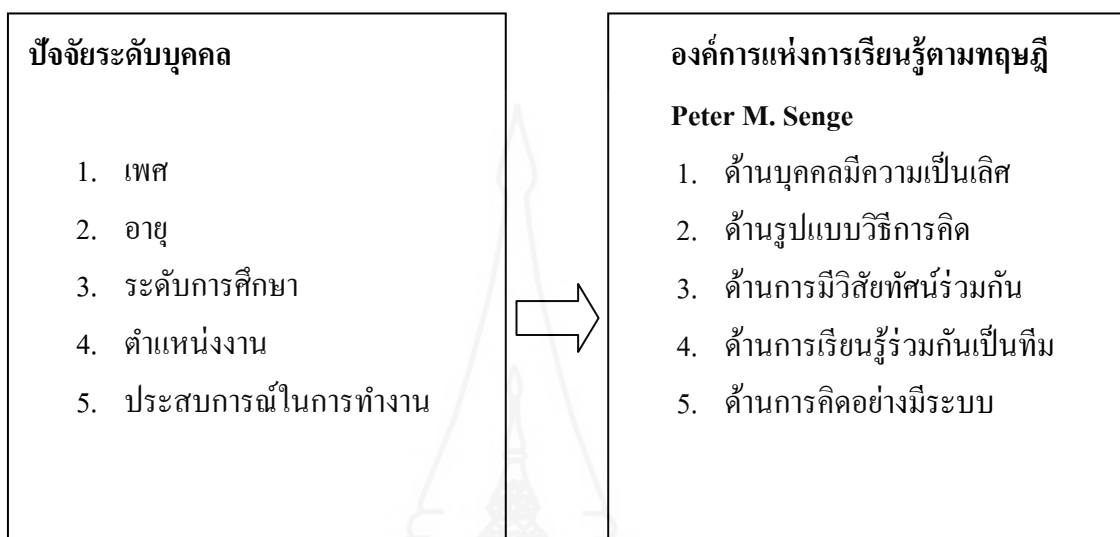 ปัจจัยระดับบุคคล
1. เพศ
2. อายุ
3. ระดับการศึกษา
4. ตำแหน่งงาน
5. ประสบการณ์ในการทำงาน
องค์การแห่งการเรียนรู้ตามทฤษฎี
Peter M. Senge
1. ด้านบุคคลมีความเป็นเลิศ
2. ด้านรูปแบบวิธีการคิด
3. ด้านการมีวิสัยทัศน์ร่วมกัน
4. ด้านการเรียนรู้ร่วมกันเป็นทีม
5. ด้านการคิดอย่างมีระบบ